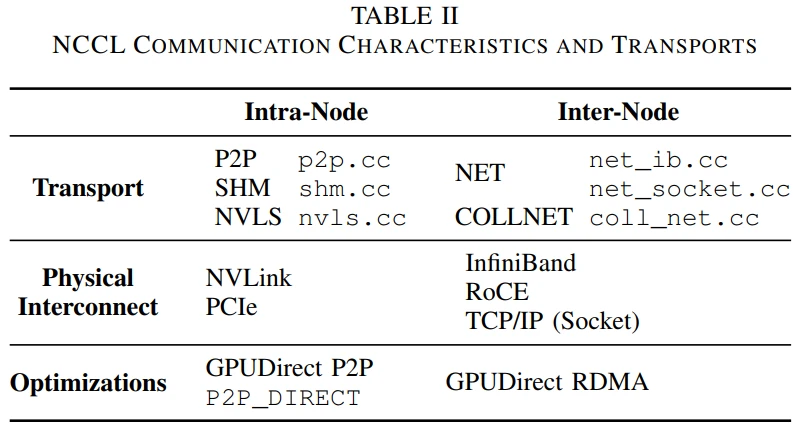 TABLE II
NCCL COMMUNICATION CHARACTERISTICS AND TRANSPORTS
Intra-Node Inter-Node
Transport
P2P p2p.cc
SHM shm.cc
NVLS nvls.cc
NET net_ib.cc
net_socket.cc
COLLNET coll_net.cc
Physical
Interconnect
NVLink
PCIe
InfiniBand
RoCE
TCP/IP (Socket)
Optimizations
GPUDirect P2P
P2P_DIRECT
GPUDirect RDMA